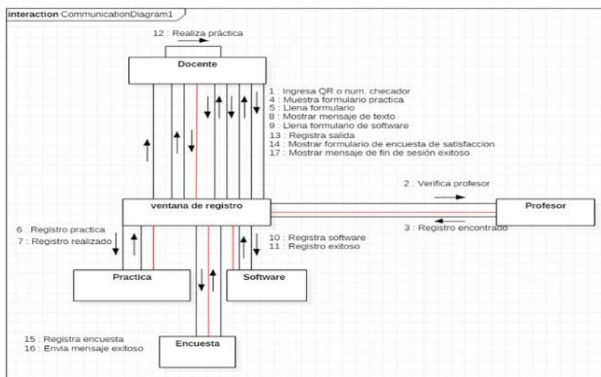 interaction CommunicationDiagram1
12 : Realiza práctica
Docente
1 : Ingresa QR o num. checador
4 : Muestra formulario practica
5 : Llena formulario
8 : Mostrar mensaje de texto
9 : Llena formulario de software
13 : Registra salida
14 : Mostrar formulario de encuesta de satisfaccion
17 : Mostrar mensaje de fin de sesión exitoso
2 : Verifica profesor
ventana de registro
Profesor
3 : Registro encontrado
6 : Registro practica
7 : Registro realizado
10 : Registra software
11 : Registro exitoso
Practica
Software
15 : Registra encuesta
16 : Envia mensaje exitoso
Encuesta